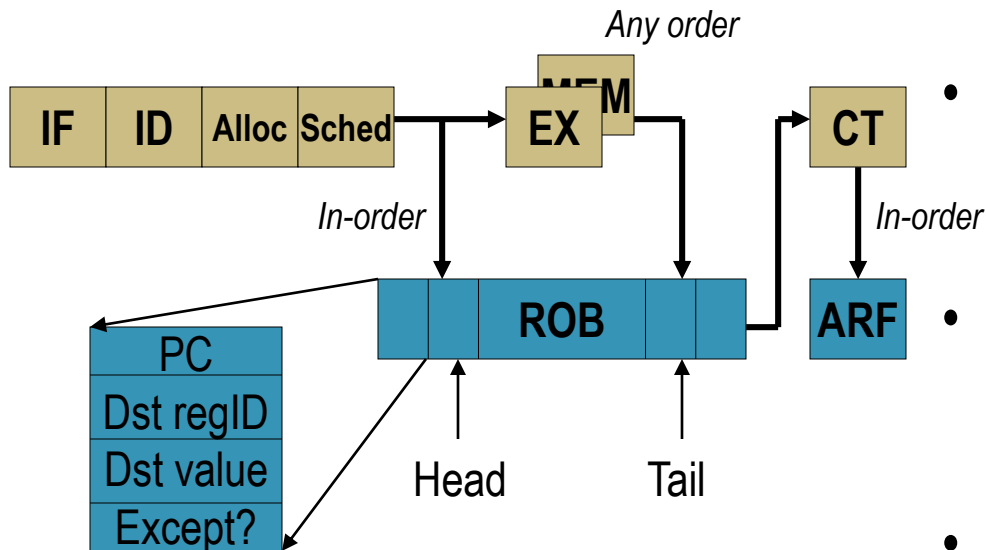 Any order
IF ID Alloc Sched
MEM
EX
CT
In-order
In-order
ROB
ARF
PC
Dst regID
Dst value
Except?
Head
Tail
•
•
•